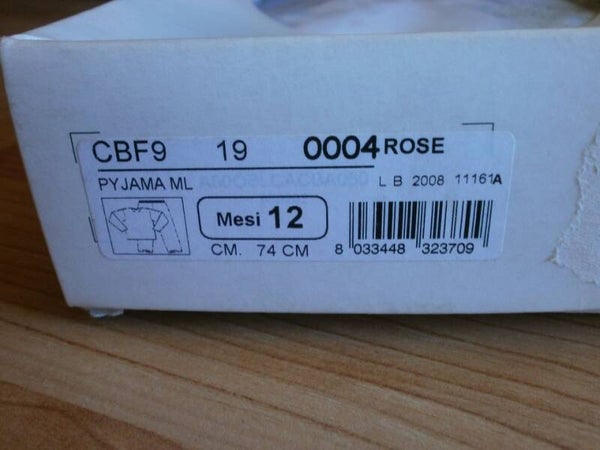 CBF9 19 0004 ROSE
PYJAMA ML L B 2008 11161A
Mesi 12
CM. 74 CM 8 033448 323709